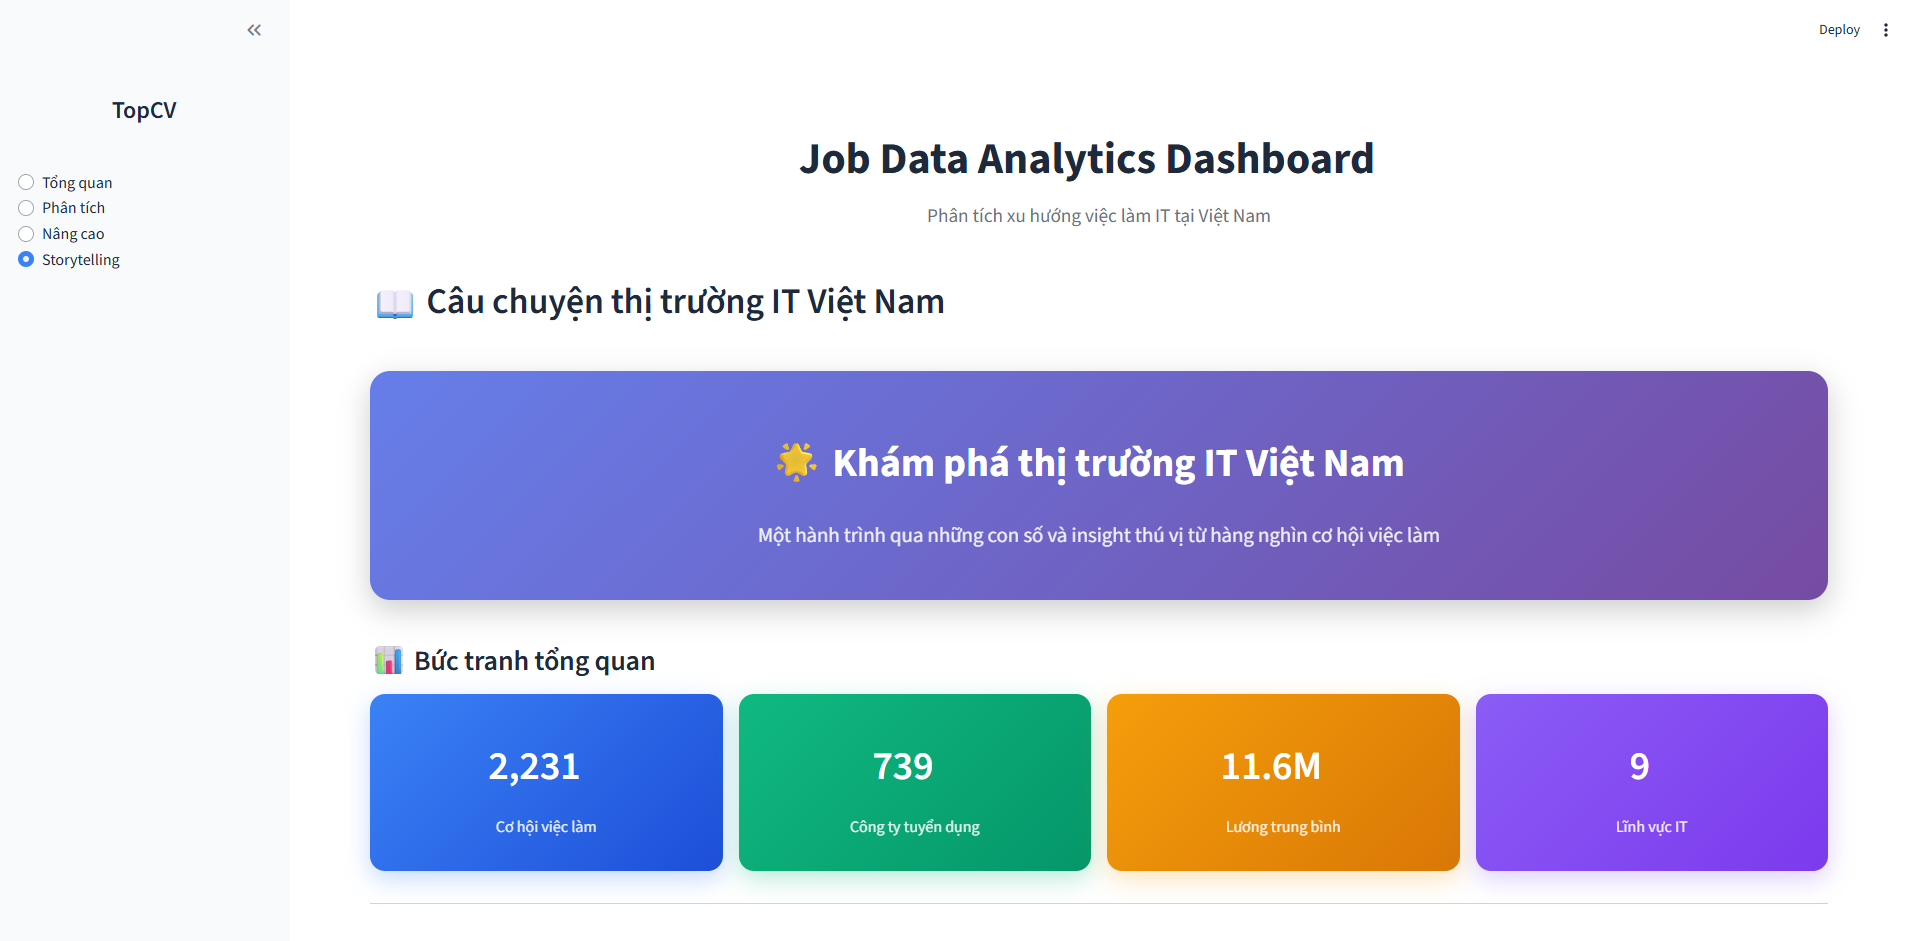 Deploy
TopCV
Tổng quan
Phân tích
Nâng cao
Storytelling
Job Data Analytics Dashboard
Phân tích xu hướng việc làm IT tại Việt Nam
Câu chuyện thị trường IT Việt Nam
Khám phá thị trường IT Việt Nam
Một hành trình qua những con số và insight thú vị từ hàng nghìn cơ hội việc làm
Bức tranh tổng quan
2,231
Cơ hội việc làm
739
Công ty tuyển dụng
11.6M
Lương trung bình
9
Lĩnh vực IT